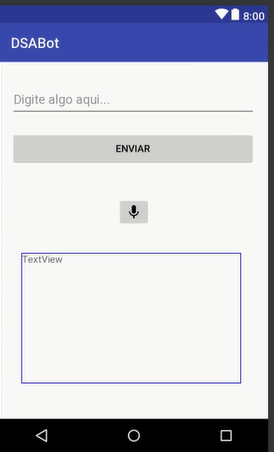 8:00
DSABot
Digite algo aqui...
ENVIAR
TextView